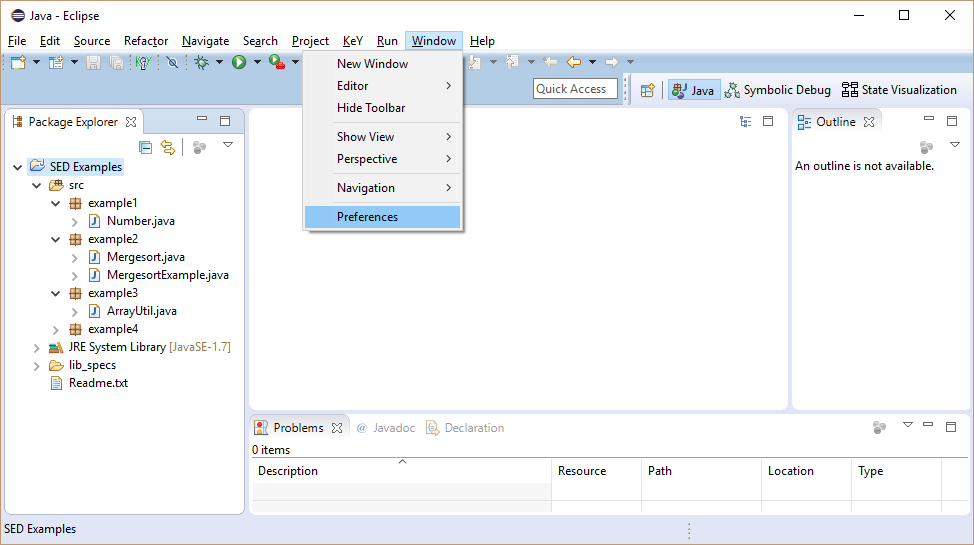 Java - Eclipse
File Edit Source Refactor Navigate Search Project KeY Run Window Help
New Window
Editor
Hide Toolbar
Show View
Perspective
Navigation
Preferences
Quick Access
Java Symbolic Debug State Visualization
Package Explorer
SED Examples
src
example1
Number.java
example2
Mergesort.java
MergesortExample.java
example3
ArrayUtil.java
example4
JRE System Library [JavaSE-1.7]
lib_specs
Readme.txt
Outline
An outline is not available.
Problems @ Javadoc Declaration
0 items
Description Resource Path Location Type
SED Examples